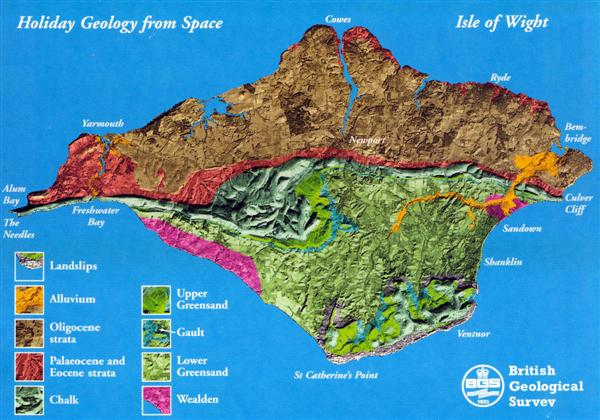 Holiday Geology from Space
Cowes
Isle of Wight
Ryde
Yarmouth
Newport
Bem-
bridge
Alum
Bay
The
Needles
Freshwater
Bay
Culver
Cliff
Sandown
Shanklin
Ventnor
St Catherine's Point
Landslips
Alluvium
Oligocene
strata
Palaeocene and
Eocene strata
Chalk
Upper
Greensand
Gault
Lower
Greensand
Wealden
BGS
1835
British
Geological
Survey